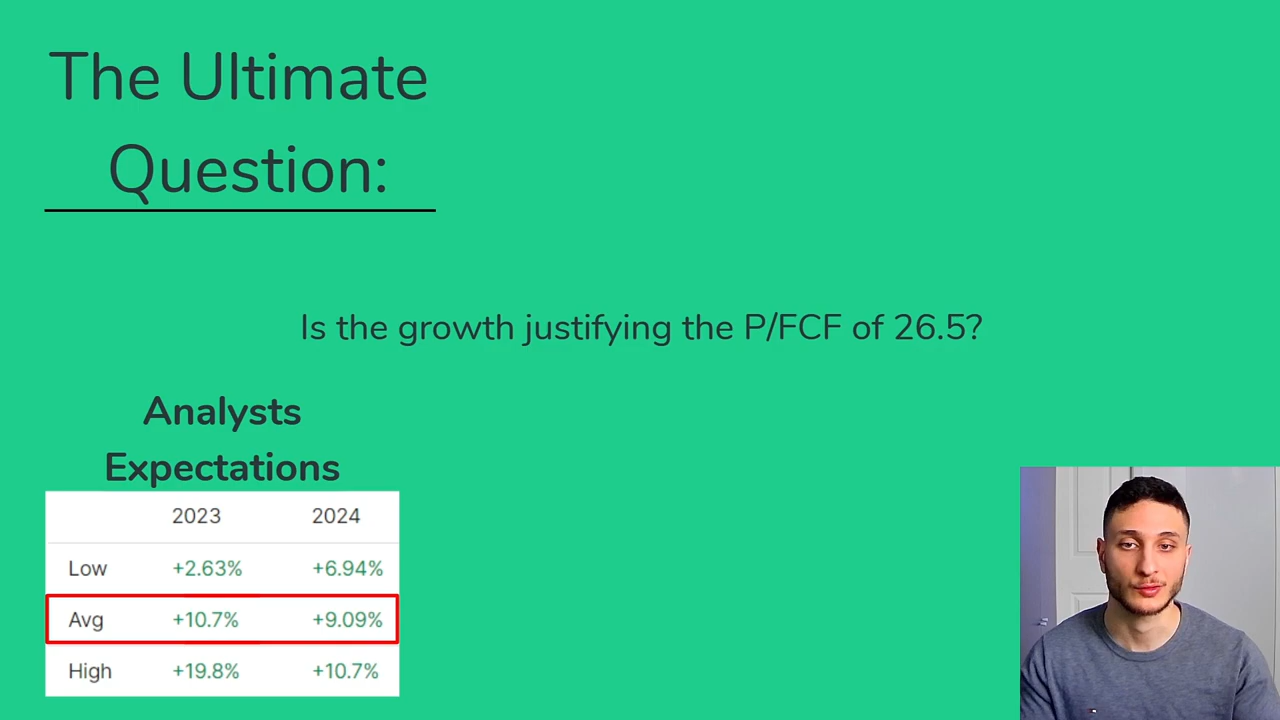 The Ultimate
Question:
Is the growth justifying the P/FCF of 26.5?
Analysts
Expectations
2023 2024
Low +2.63% +6.94%
Avg +10.7% +9.09%
High +19.8% +10.7%